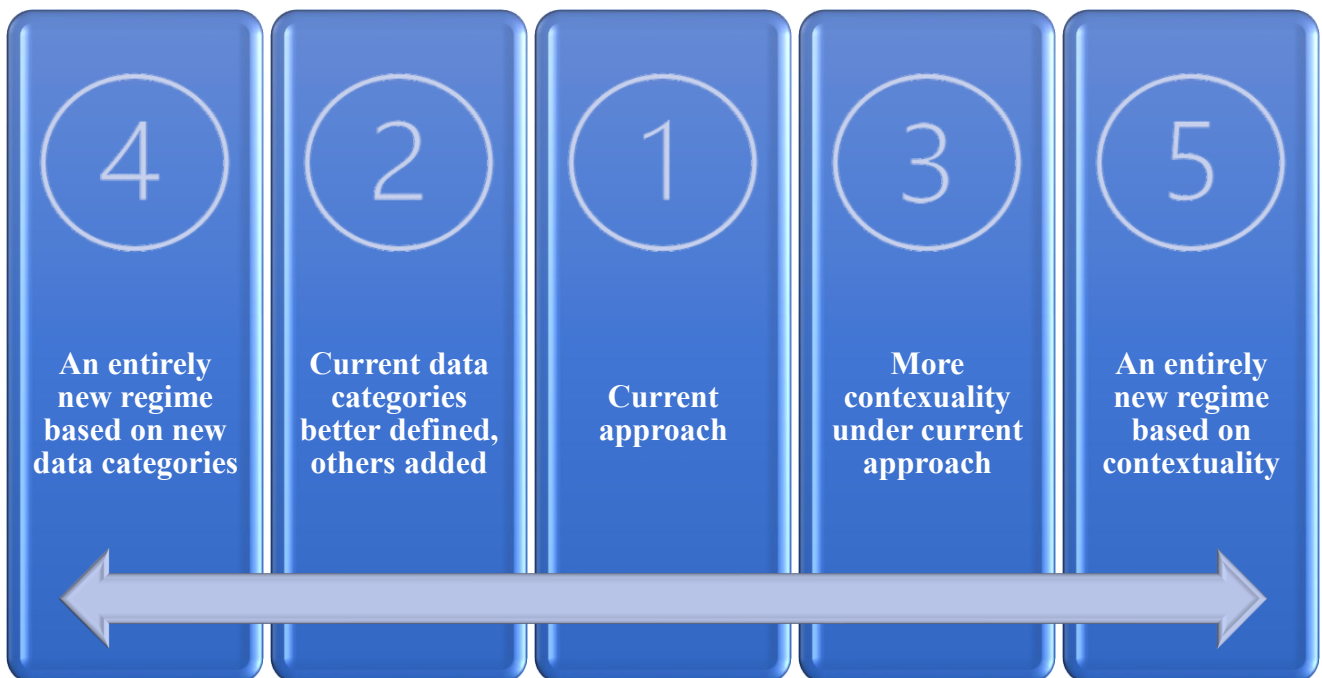 4
An entirely
new regime
based on new
data categories
2
Current data
categories
better defined,
others added
1
Current
approach
3
More
contexuality
under current
approach
5
An entirely
new regime
based on
contextuality